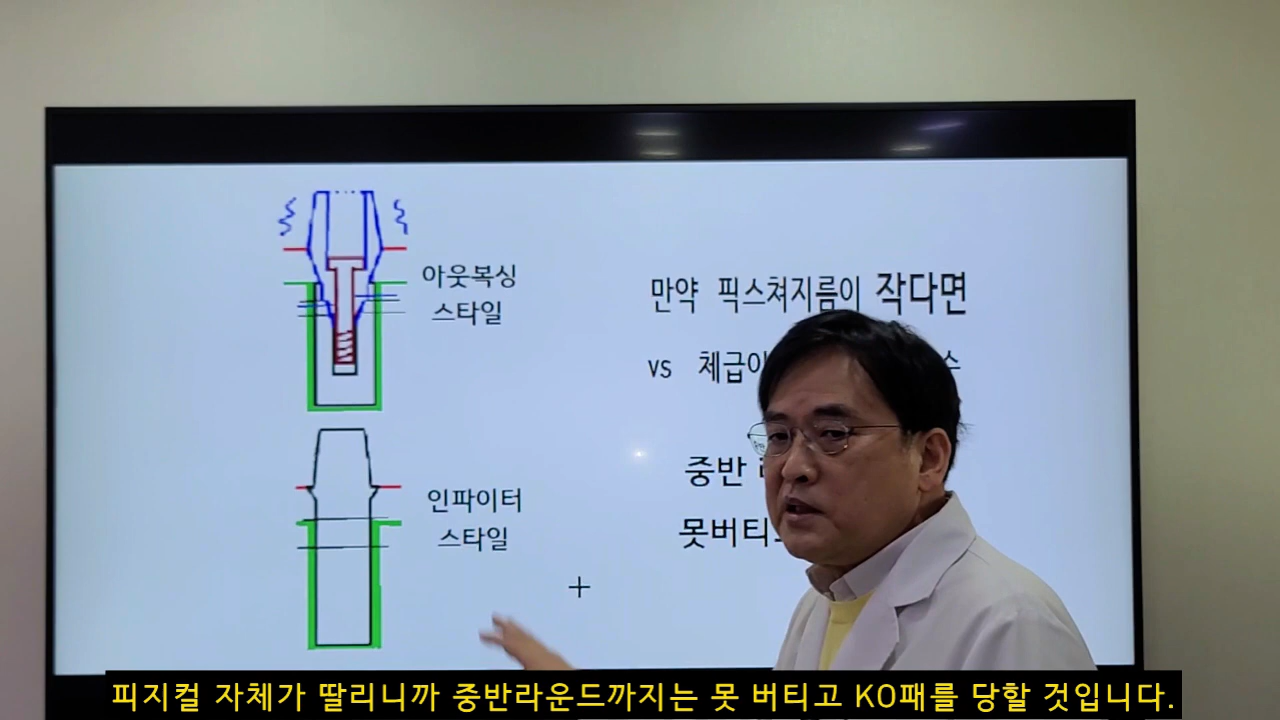 아웃복싱
스타일
만약 픽스쳐지름이 작다면
vs 체급이
중반
인파이터
스타일
못버티고
피지컬 자체가 딸리니까 중반라운드까지는 못 버티고 KO패를 당할 것입니다.